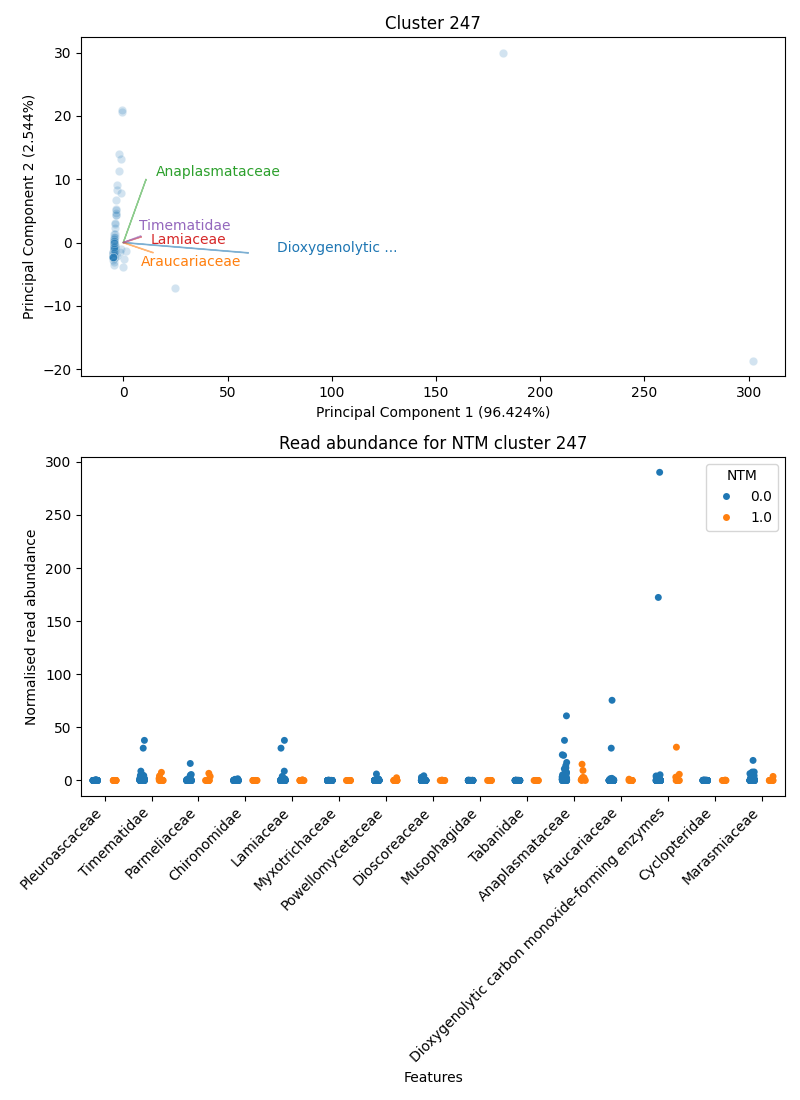 Cluster 247
Principal Component 2 (2.544%)
30
20
10
0
−10
−20
Anaplasmataceae
Timematidae
Lamiaceae
Dioxygenolytic ...
Araucariaceae
0
50
100
150
200
250
300
Principal Component 1 (96.424%)
Read abundance for NTM cluster 247
Normalised read abundance
300
250
200
150
100
50
0
NTM
0.0
1.0
Pleuroascaceae
Timematidae
Parmeliaceae
Chironomidae
Lamiaceae
Myxotrichaceae
Powellomycetaceae
Dioscoreaceae
Musophagidae
Tabanidae
Anaplasmataceae
Araucariaceae
Dioxygenolytic carbon monoxide-forming enzymes
Cyclopteridae
Marasmiaceae
Features